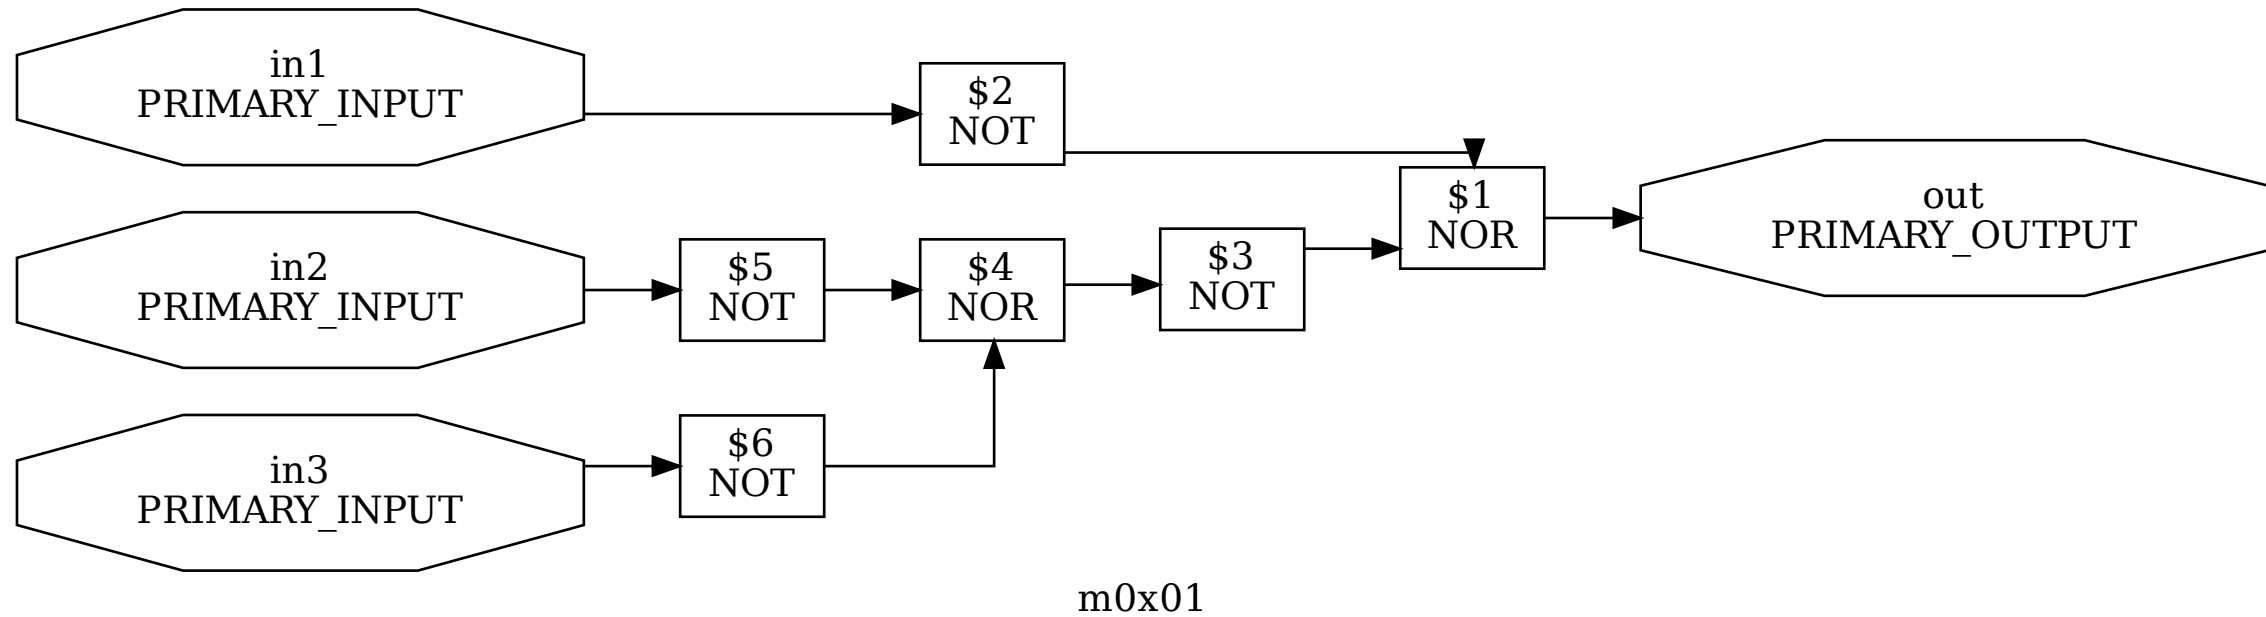 in1
PRIMARY_INPUT
$2
NOT
$1
NOR
out
PRIMARY_OUTPUT
in2
PRIMARY_INPUT
$5
NOT
$4
NOR
$3
NOT
in3
PRIMARY_INPUT
$6
NOT
m0x01